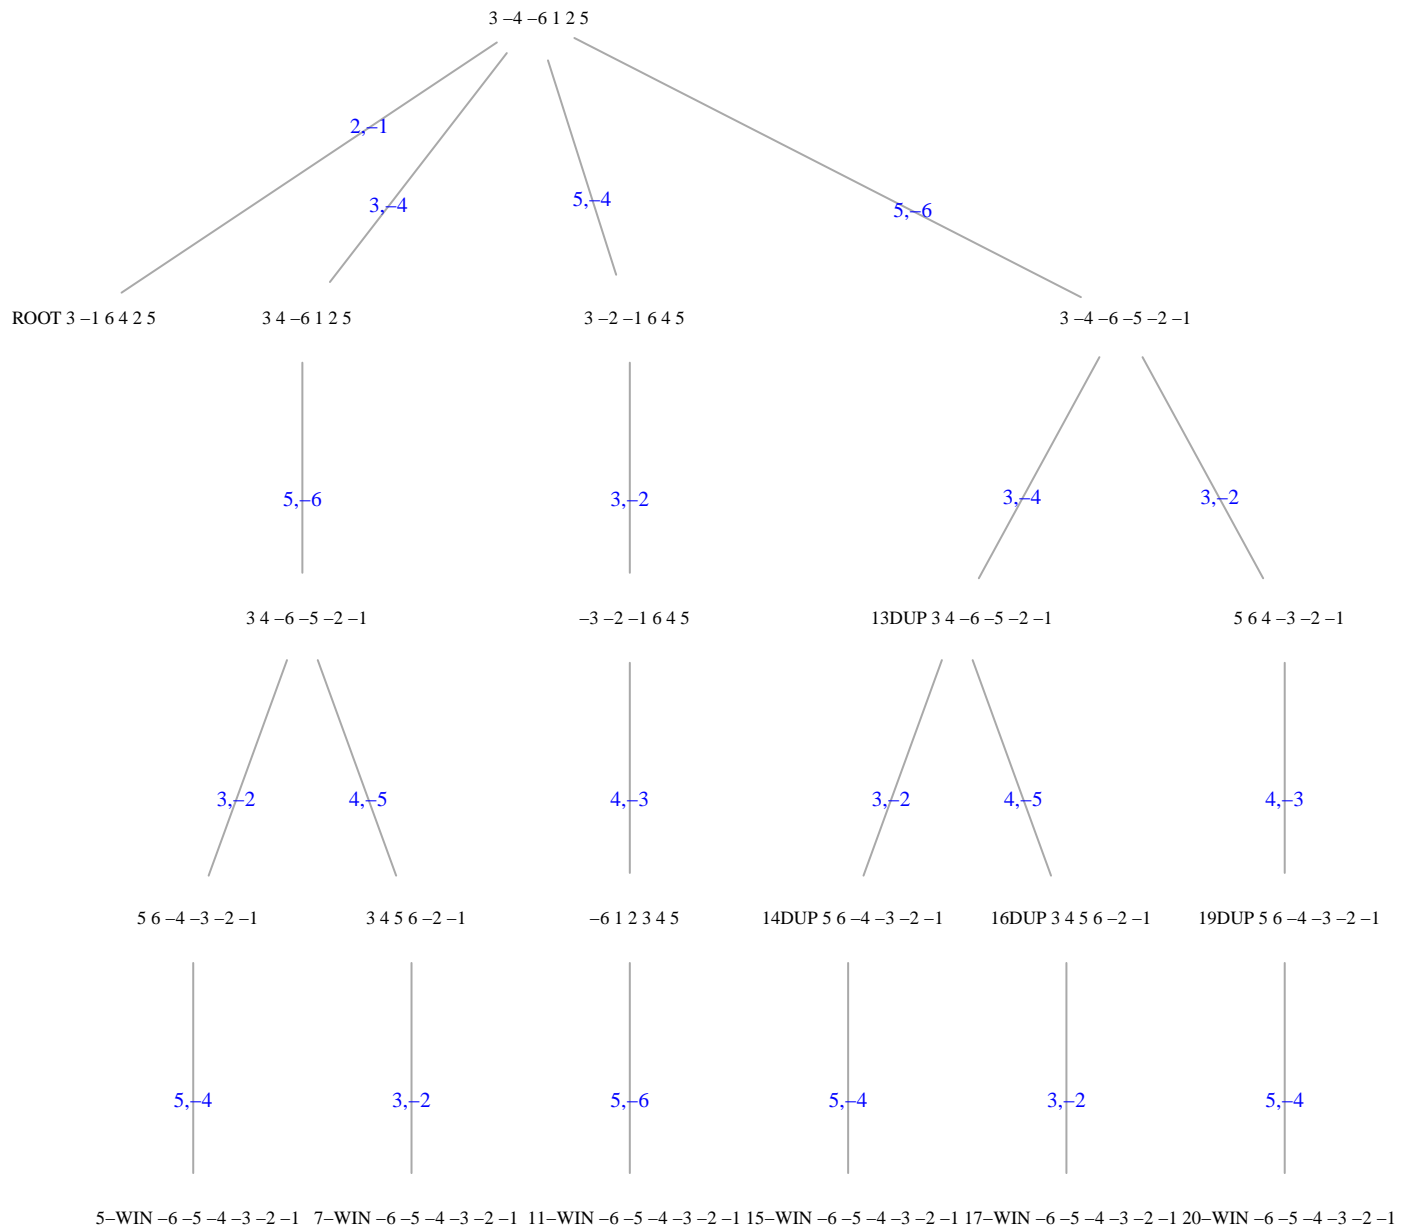 3 –4 –6 1 2 5
2,–1
3,–4
5,–4
5,–6
ROOT 3 –1 6 4 2 5
3 4 –6 1 2 5
3 –2 –1 6 4 5
3 –4 –6 –5 –2 –1
5,–6
3,–2
3,–4
3,–2
3 4 –6 –5 –2 –1
–3 –2 –1 6 4 5
13DUP 3 4 –6 –5 –2 –1
5 6 4 –3 –2 –1
3,–2
4,–5
4,–3
3,–2
4,–5
4,–3
5 6 –4 –3 –2 –1
3 4 5 6 –2 –1
–6 1 2 3 4 5
14DUP 5 6 –4 –3 –2 –1
16DUP 3 4 5 6 –2 –1
19DUP 5 6 –4 –3 –2 –1
5,–4
3,–2
5,–6
5,–4
3,–2
5,–4
5–WIN –6 –5 –4 –3 –2 –1
7–WIN –6 –5 –4 –3 –2 –1
11–WIN –6 –5 –4 –3 –2 –1
15–WIN –6 –5 –4 –3 –2 –1
17–WIN –6 –5 –4 –3 –2 –1
20–WIN –6 –5 –4 –3 –2 –1